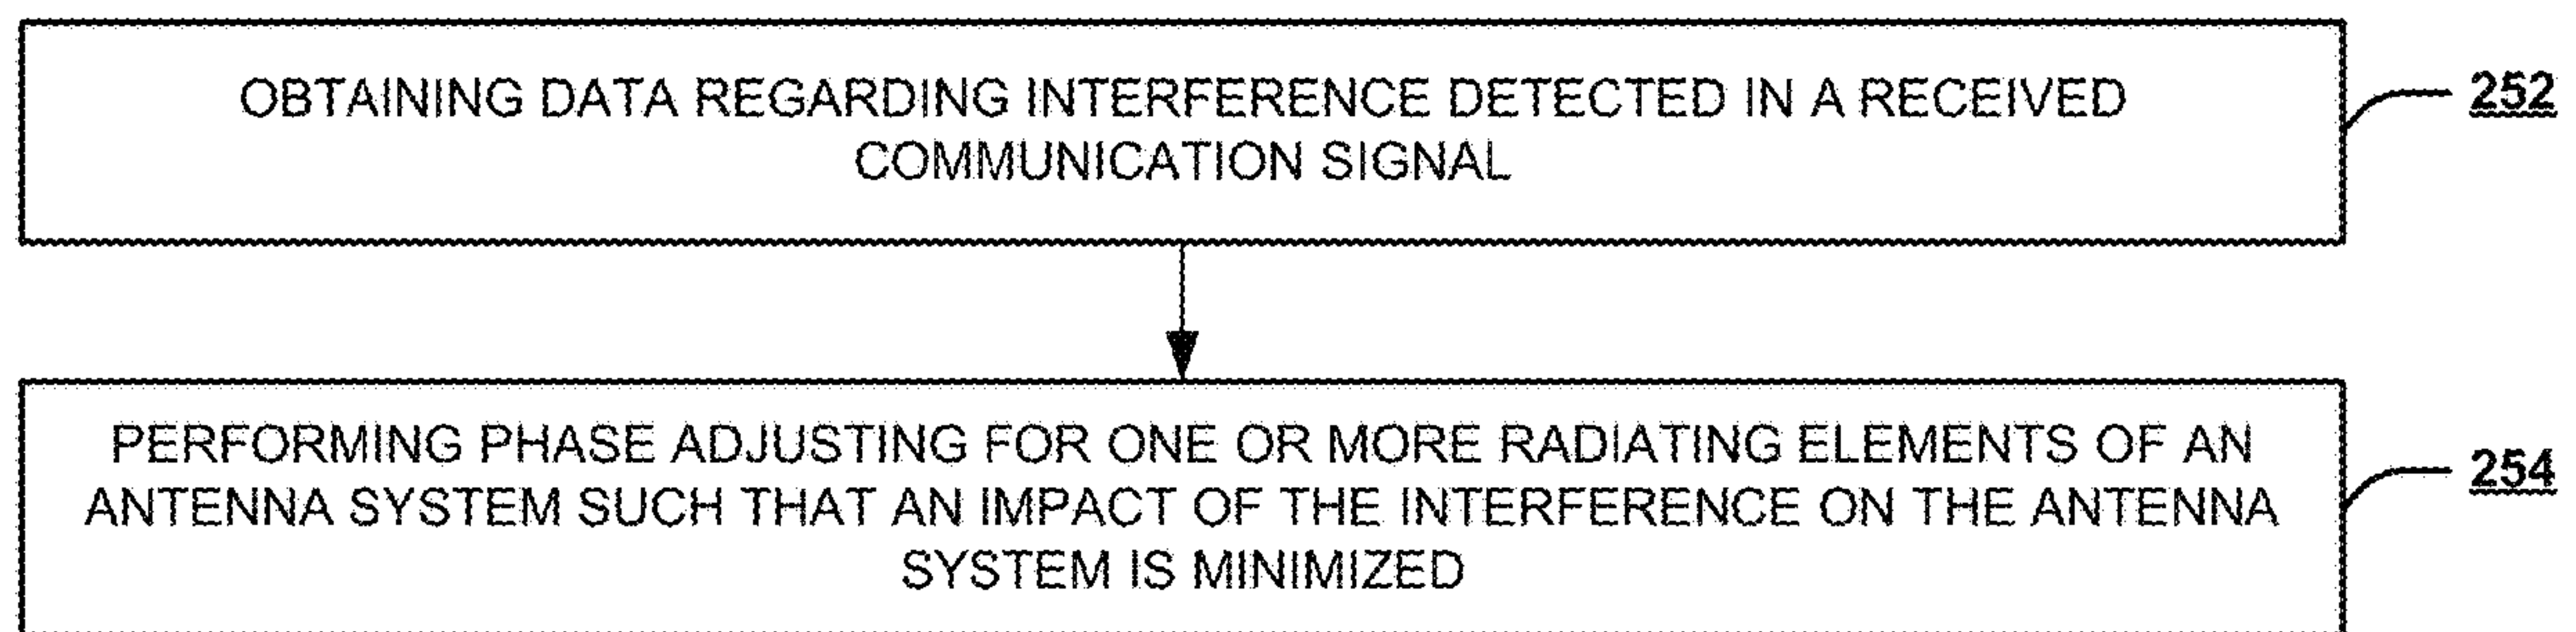 OBTAINING DATA REGARDING INTERFERENCE DETECTED IN A RECEIVED
COMMUNICATION SIGNAL
252
PERFORMING PHASE ADJUSTING FOR ONE OR MORE RADIATING ELEMENTS OF AN
ANTENNA SYSTEM SUCH THAT AN IMPACT OF THE INTERFERENCE ON THE ANTENNA
SYSTEM IS MINIMIZED
254